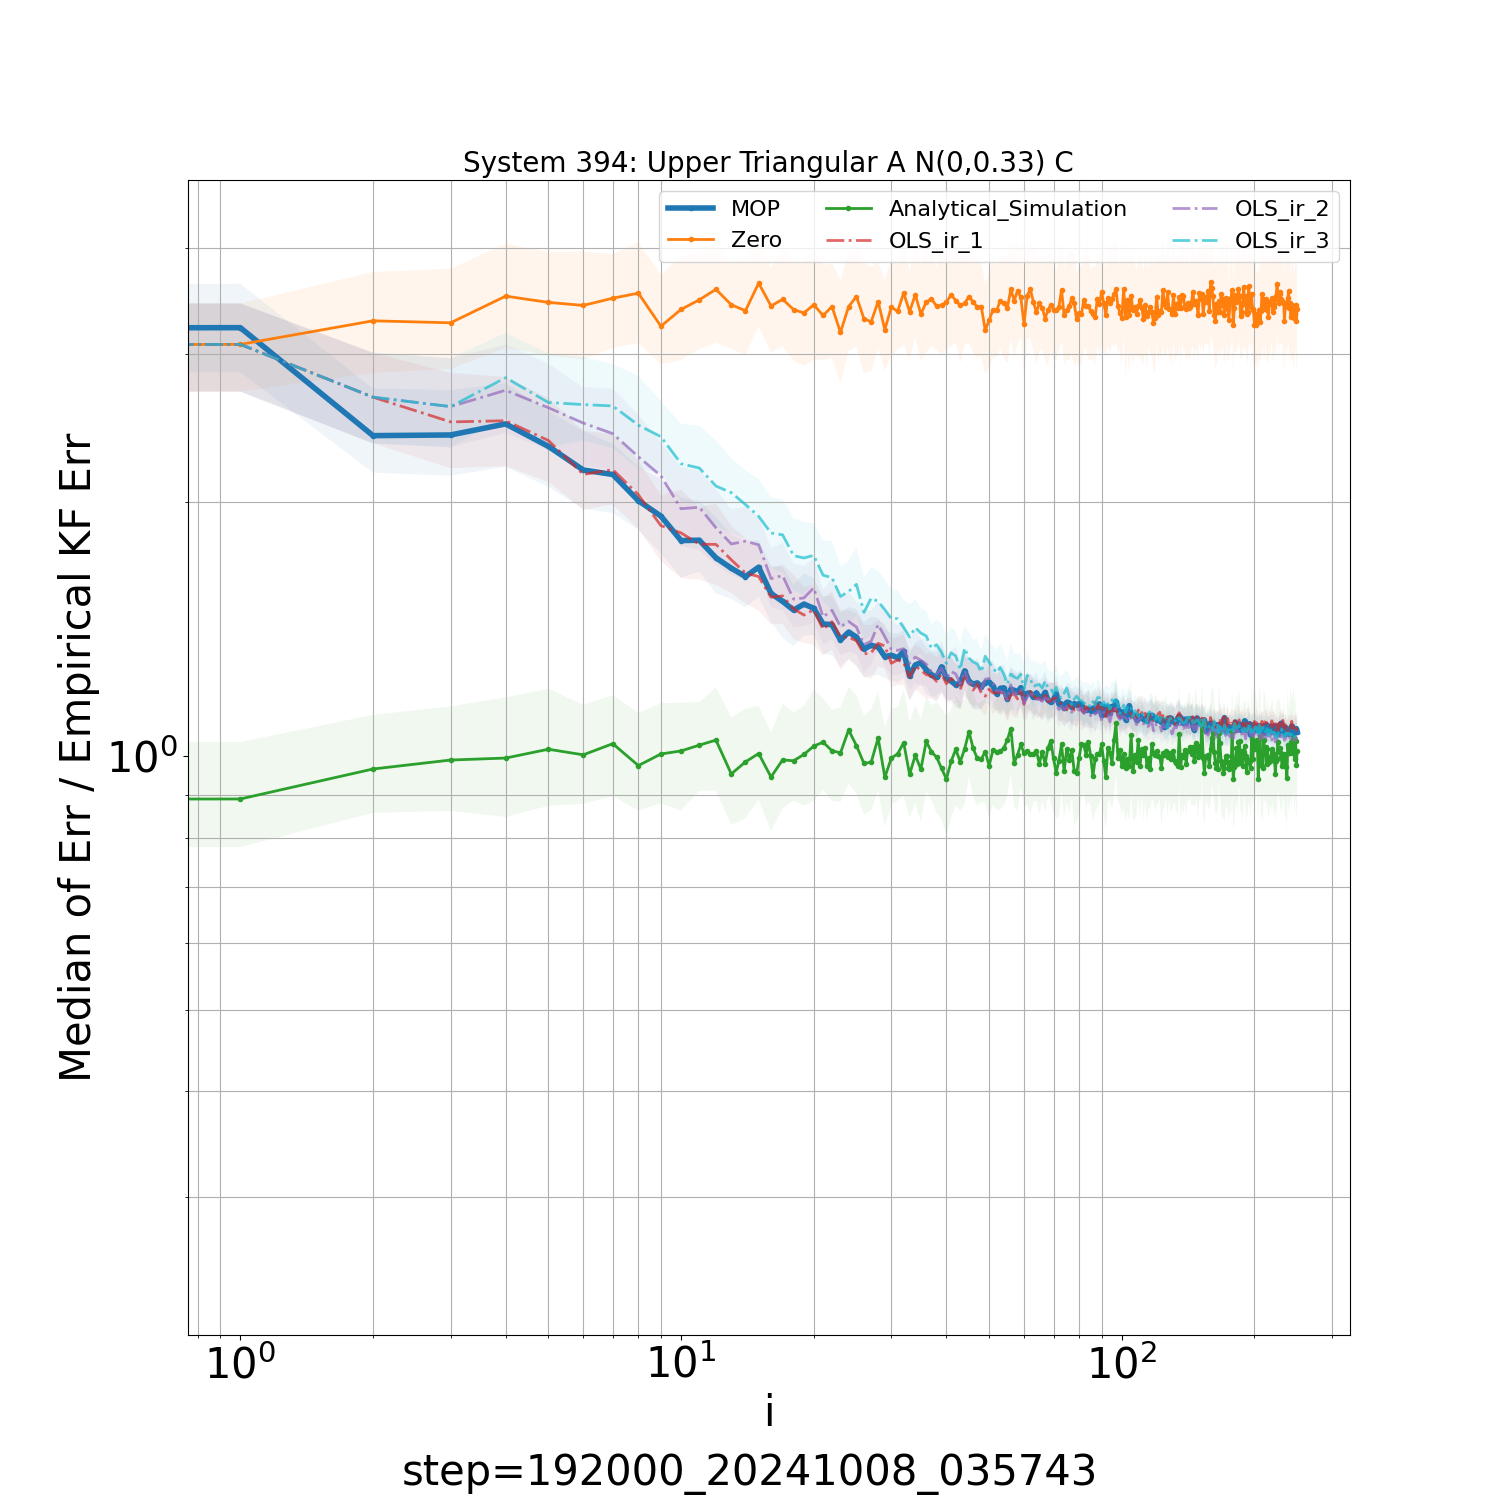 System 394: Upper Triangular A N(0,0.33) C
MOP
Zero
Analytical_Simulation
OLS_ir_1
OLS_ir_2
OLS_ir_3
Median of Err / Empirical KF Err
10⁰
10⁰ 10¹ 10²
i
step=192000_20241008_035743